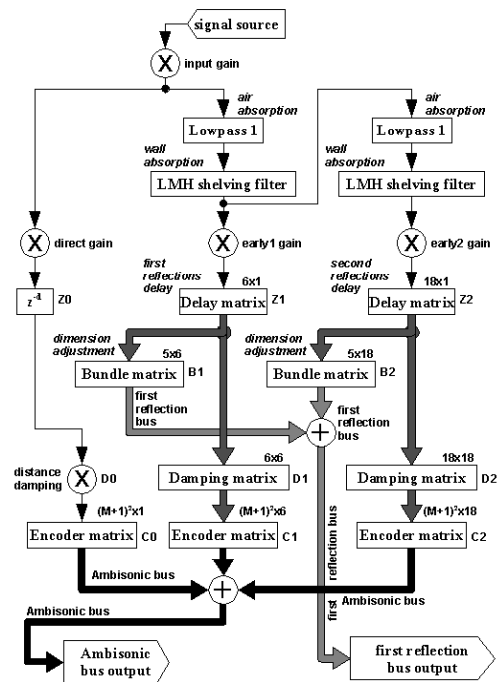 signal source
input gain
air
absorption
air
absorption
Lowpass 1
Lowpass 1
wall
absorption
wall
absorption
LMH shelving filter
LMH shelving filter
direct gain
early1 gain
early2 gain
first
reflections
delay
second
reflections
delay
6x1
18x1
Z0
Delay matrix
Z1
Delay matrix
Z2
dimension
adjustment
5x6
dimension
adjustment
5x18
Bundle matrix
B1
Bundle matrix
B2
first
reflection
bus
first
reflection
bus
distance
damping
D0
6x6
Damping matrix
D1
18x18
Damping matrix
D2
(M+1)²x1
(M+1)²x6
(M+1)²x18
Encoder matrix
C0
Encoder matrix
C1
Encoder matrix
C2
Ambisonic bus
Ambisonic bus
first reflection bus
Ambisonic bus
Ambisonic
bus output
first reflection
bus output